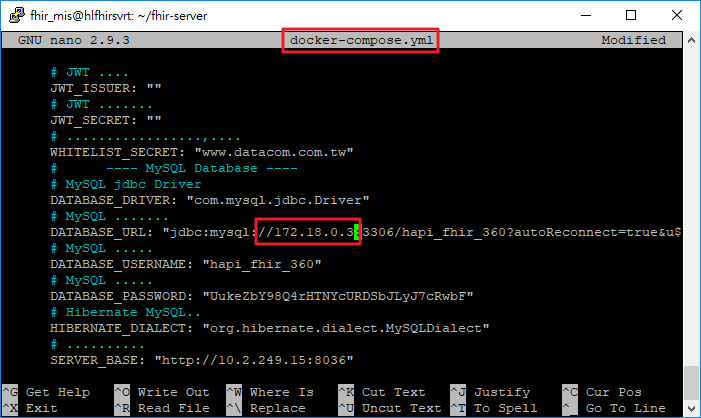 fhir_mis@hlfhirsvrt: ~/fhir-server
GNU nano 2.9.3 docker-compose.yml Modified
# JWT ....
JWT_ISSUER: ""
# JWT .......
JWT_SECRET: ""
# .................,....
WHITELIST_SECRET: "www.datacom.com.tw"
# ---- MySQL Database ----
# MySQL jdbc Driver
DATABASE_DRIVER: "com.mysql.jdbc.Driver"
# MySQL .......
DATABASE_URL: "jdbc:mysql://172.18.0.3:3306/hapi_fhir_360?autoReconnect=true&u$
# MySQL .....
DATABASE_USERNAME: "hapi_fhir_360"
# MySQL .....
DATABASE_PASSWORD: "UukeZbY98Q4rHTNYcURDSbJLyJ7cRwbF"
# Hibernate MySQL..
HIBERNATE_DIALECT: "org.hibernate.dialect.MySQLDialect"
# ..........
SERVER_BASE: "http://10.2.249.15:8036"
^G Get Help ^O Write Out ^W Where Is ^K Cut Text ^J Justify ^C Cur Pos
^X Exit ^R Read File ^\ Replace ^U Uncut Text ^T To Spell ^_ Go To Line